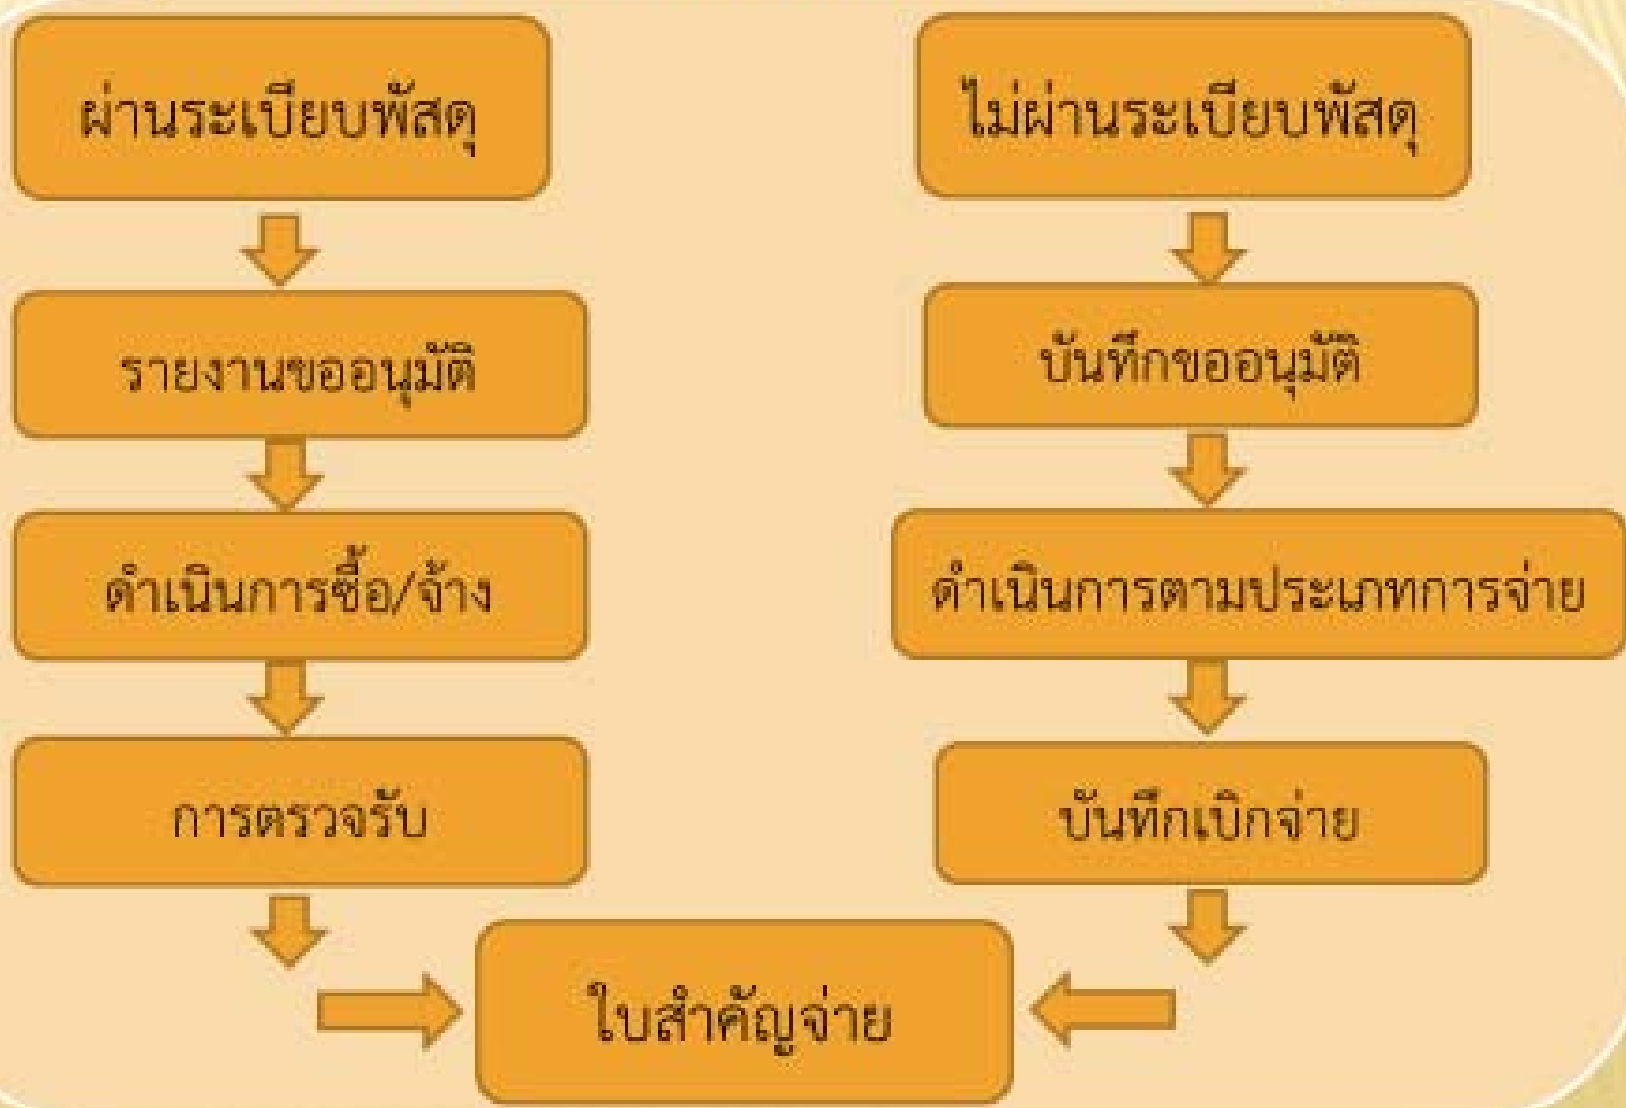 ผ่านระเบียบพัสดุ
รายงานขออนุมัติ
ดำเนินการซื้อ/จ้าง
การตรวจรับ
ไม่ผ่านระเบียบพัสดุ
บันทึกขออนุมัติ
ดำเนินการตามประเภทการจ่าย
บันทึกเบิกจ่าย
ใบสำคัญจ่าย